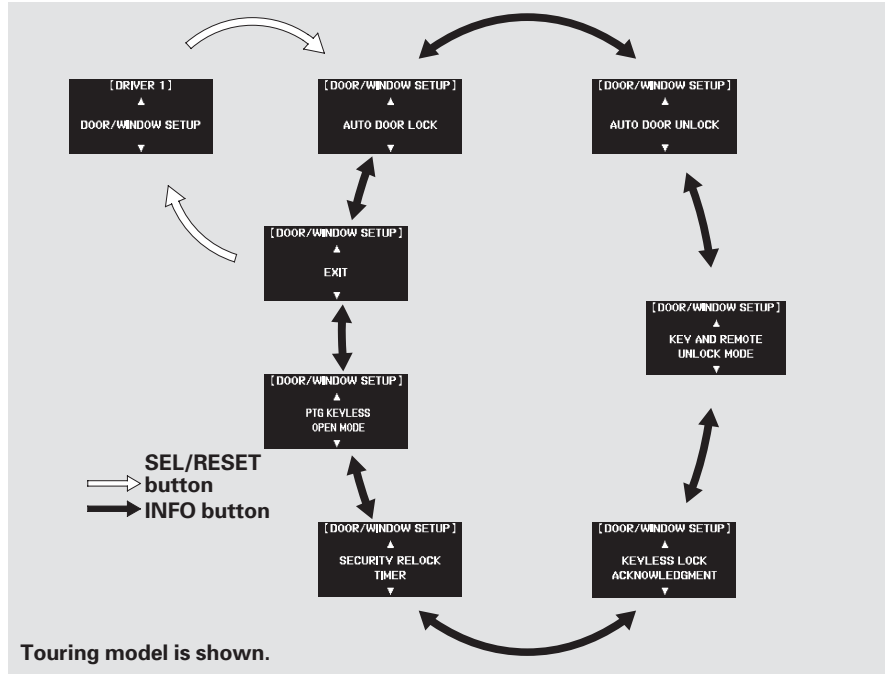 [DRIVER 1]
▲
DOOR/WINDOW SETUP
▼
[DOOR/WINDOW SETUP]
▲
AUTO DOOR LOCK
▼
[DOOR/WINDOW SETUP]
▲
AUTO DOOR UNLOCK
▼
[DOOR/WINDOW SETUP]
▲
EXIT
▼
[DOOR/WINDOW SETUP]
▲
KEY AND REMOTE
UNLOCK MODE
▼
[DOOR/WINDOW SETUP]
▲
PTG KEYLESS
OPEN MODE
▼
SEL/RESET
button
INFO button
[DOOR/WINDOW SETUP]
▲
SECURITY RELOCK
TIMER
▼
[DOOR/WINDOW SETUP]
▲
KEYLESS LOCK
ACKNOWLEDGMENT
▼
Touring model is shown.